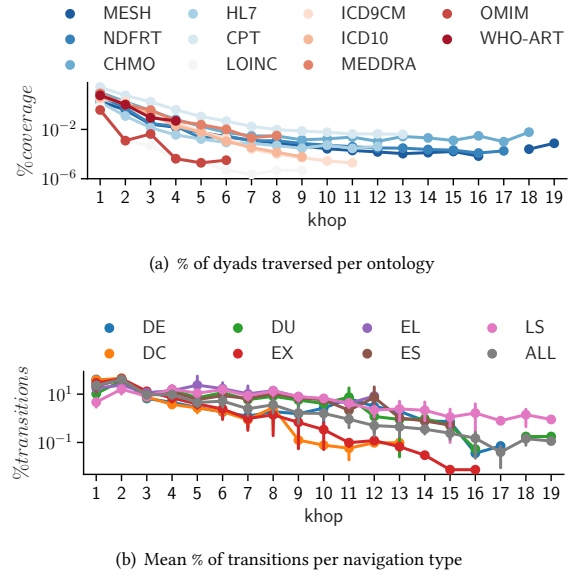 MESH HL7 ICD9CM OMIM
NDFRT CPT ICD10 WHO-ART
CHMO LOINC MEDDRA
%coverage
10−2
10−6
1 2 3 4 5 6 7 8 9 10 11 12 13 14 15 16 17 18 19
khop
(a) % of dyads traversed per ontology
DE DU EL LS
DC EX ES ALL
%transitions
101
10−1
1 2 3 4 5 6 7 8 9 10 11 12 13 14 15 16 17 18 19
khop
(b) Mean % of transitions per navigation type